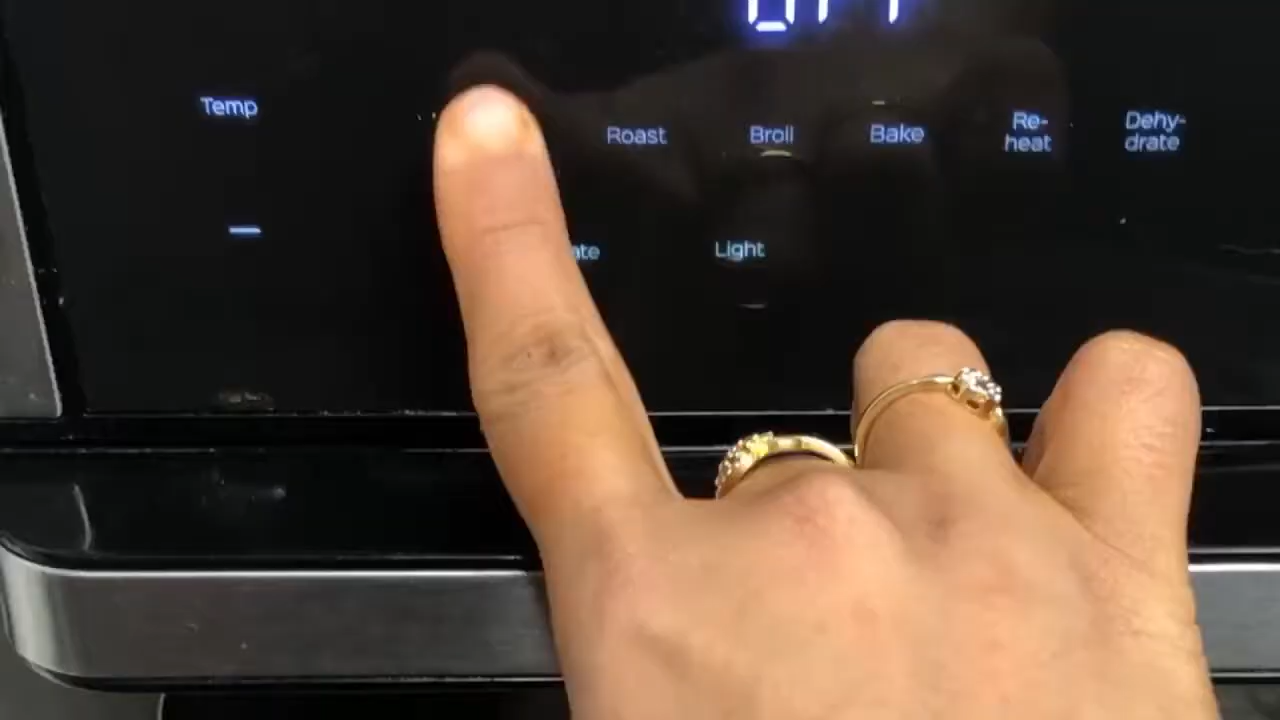 Temp
Roast
Broil
Bake
Re-
heat
Dehy-
drate
Light